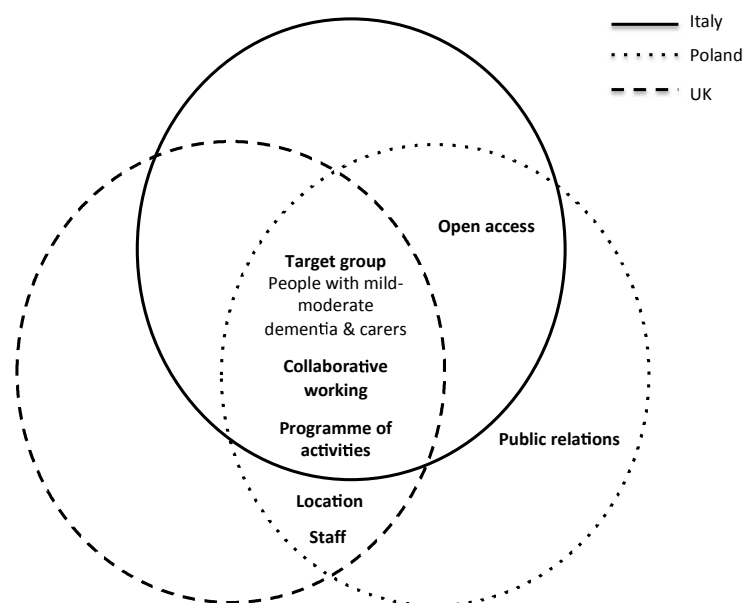 Italy
Poland
UK
Open access
Target group
People with mild-
moderate
dementia & carers
Collaborative
working
Programme of
activities
Public relations
Location
Staff